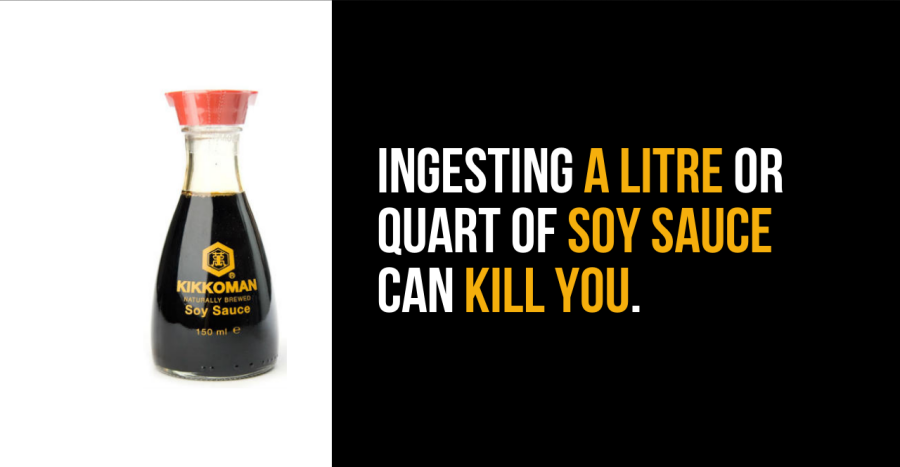 KIKKOMAN
NATURALLY BREWED
Soy Sauce
150 ml ℮
INGESTING A LITRE OR
QUART OF SOY SAUCE
CAN KILL YOU.